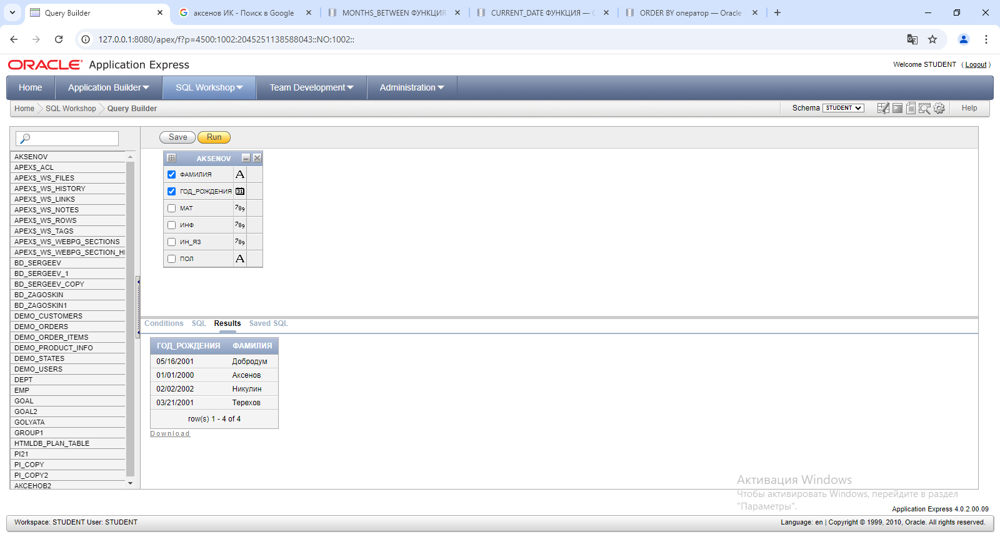 Query Builder
аксенов ИК - Поиск в Google
MONTHS_BETWEEN ФУНКЦИЯ
CURRENT_DATE ФУНКЦИЯ — 
ORDER BY оператор — Oracle
127.0.0.1:8080/apex/f?p=4500:1002:2045251138588043::NO:1002::
ORACLE Application Express
Welcome STUDENT ( Logout )
Home Application Builder SQL Workshop Team Development Administration
Home SQL Workshop Query Builder
Schema STUDENT Help
Save Run
AKSENOV
APEX$_ACL
APEX$_WS_FILES
APEX$_WS_HISTORY
APEX$_WS_LINKS
APEX$_WS_NOTES
APEX$_WS_ROWS
APEX$_WS_TAGS
APEX$_WS_WEBPG_SECTIONS
APEX$_WS_WEBPG_SECTION_HI
BD_SERGEEV
BD_SERGEEV_1
BD_SERGEEV_COPY
BD_ZAGOSKIN
BD_ZAGOSKIN1
DEMO_CUSTOMERS
DEMO_ORDERS
DEMO_ORDER_ITEMS
DEMO_PRODUCT_INFO
DEMO_STATES
DEMO_USERS
DEPT
EMP
GOAL
GOAL2
GOLYATA
GROUP1
HTMLDB_PLAN_TABLE
PI21
PI_COPY
PI_COPY2
АКСЕНОВ2
AKSENOV
ФАМИЛИЯ A
ГОД_РОЖДЕНИЯ 31
МАТ 789
ИНФ 789
ИН_ЯЗ 789
ПОЛ A
Conditions SQL Results Saved SQL
ГОД_РОЖДЕНИЯ ФАМИЛИЯ
05/16/2001 Добродум
01/01/2000 Аксенов
02/02/2002 Никулин
03/21/2001 Терехов
row(s) 1 - 4 of 4
Download
Активация Windows
Чтобы активировать Windows, перейдите в раздел
"Параметры".
Application Express 4.0.2.00.09
Workspace: STUDENT User: STUDENT
Language: en | Copyright © 1999, 2010, Oracle. All rights reserved.